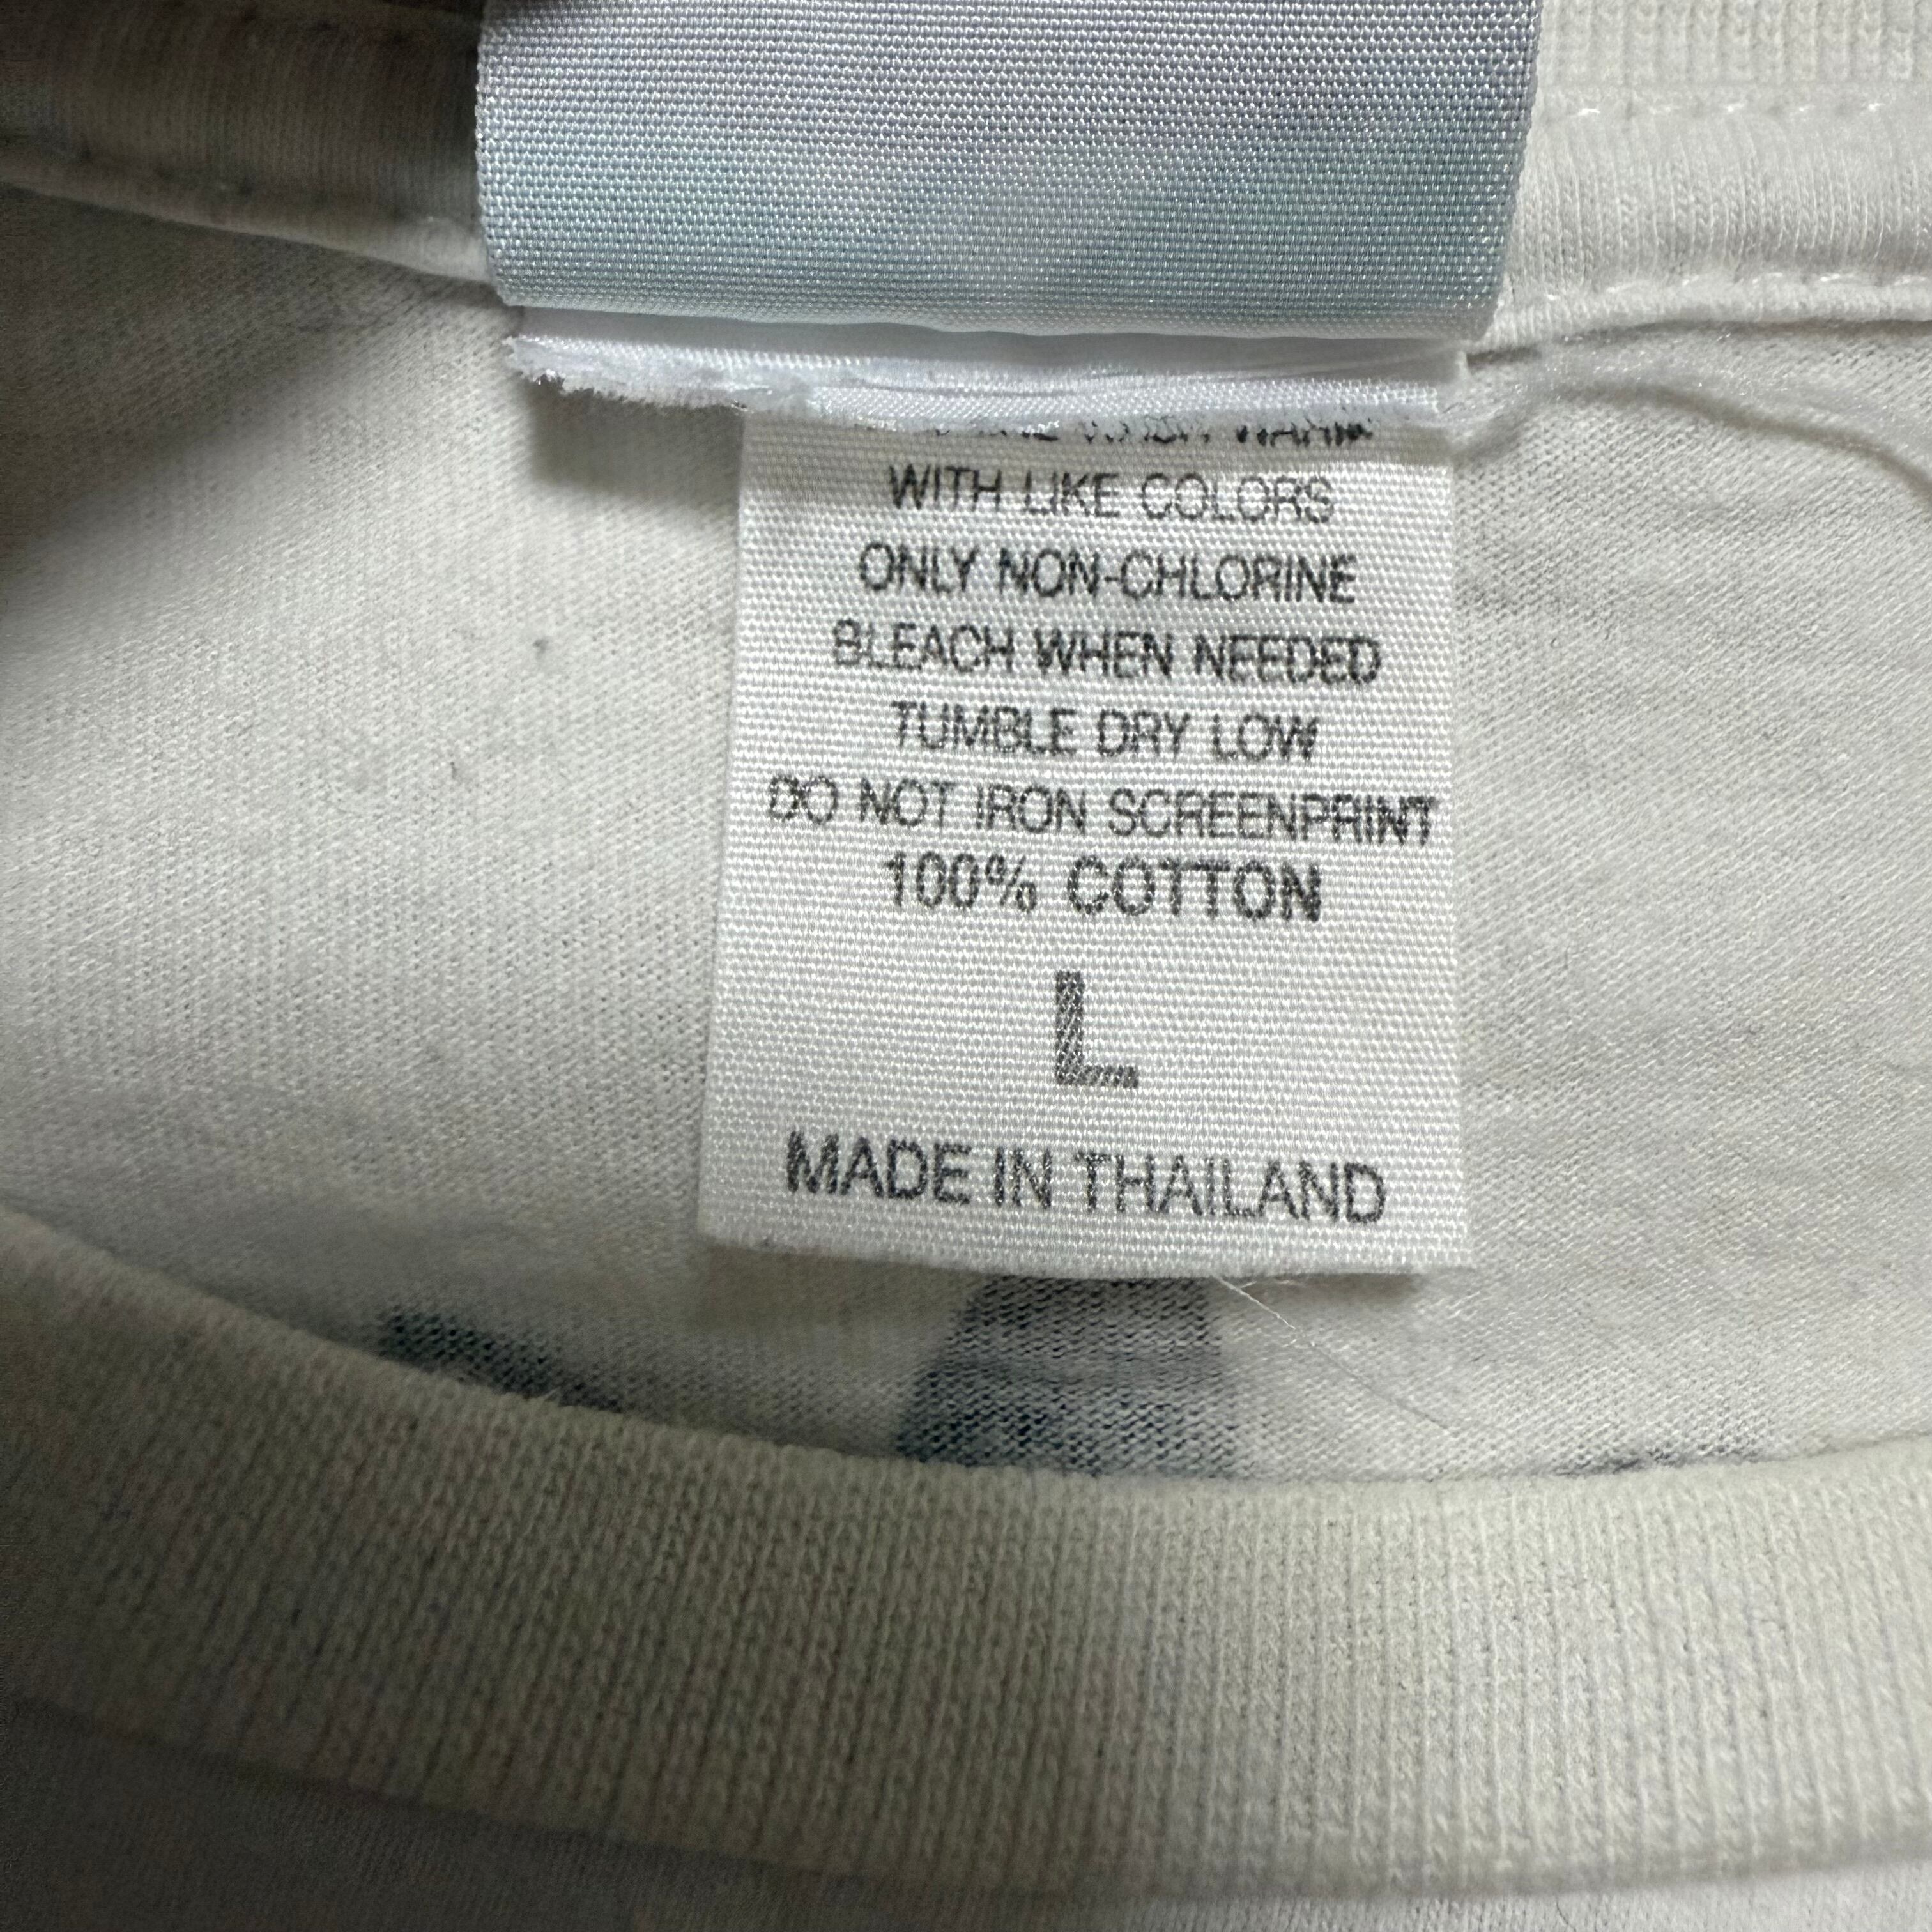 WITH LIKE COLORS
ONLY NON-CHLORINE
BLEACH WHEN NEEDED
TUMBLE DRY LOW
DO NOT IRON SCREENPRINT
100% COTTON
L
MADE IN THAILAND